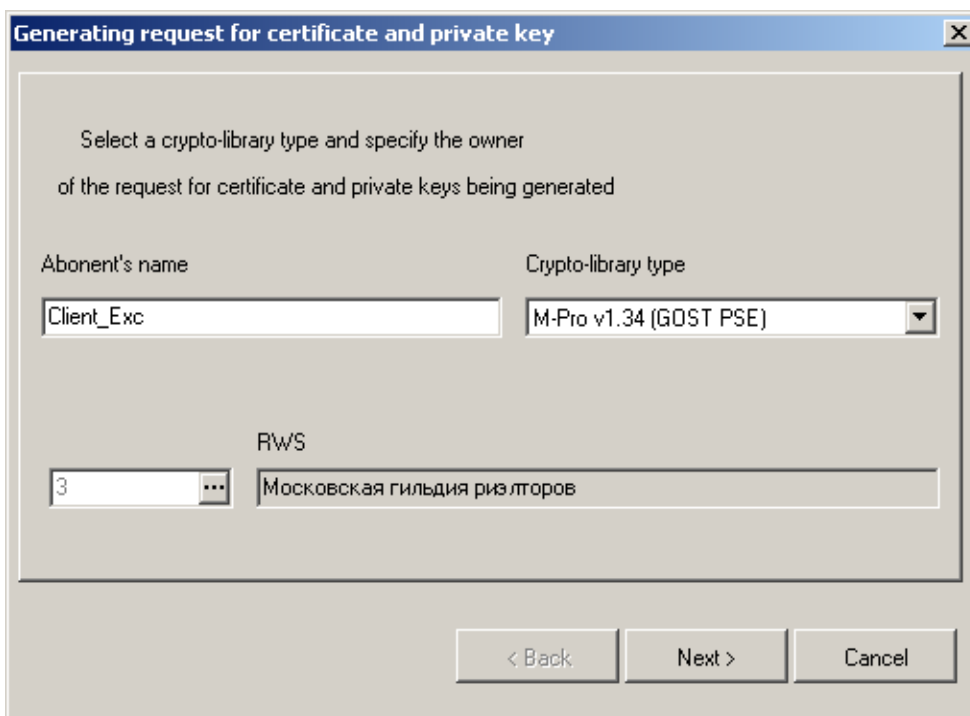 Generating request for certificate and private key
Select a crypto-library type and specify the owner
of the request for certificate and private keys being generated
Abonent's name
Crypto-library type
Client_Exc
M-Pro v1.34 (GOST PSE)
RWS
3
...
Московская гильдия риэлторов
< Back
Next >
Cancel